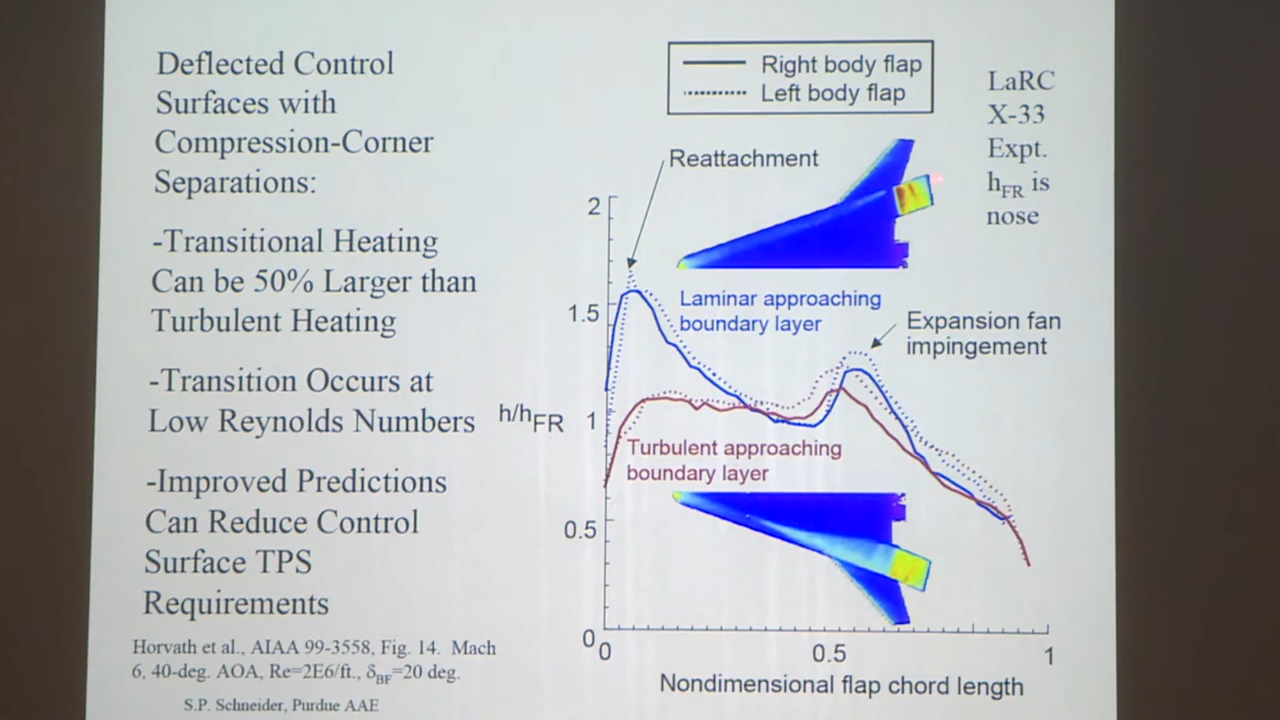 Deflected Control
Surfaces with
Compression-Corner
Separations:
-Transitional Heating
Can be 50% Larger than
Turbulent Heating
-Transition Occurs at
Low Reynolds Numbers
-Improved Predictions
Can Reduce Control
Surface TPS
Requirements
Horvath et al., AIAA 99-3558, Fig. 14. Mach
6, 40-deg. AOA, Re=2E6/ft., δBF=20 deg.
S.P. Schneider, Purdue AAE
Right body flap
Left body flap
LaRC
X-33
Expt.
hFR is
nose
Reattachment
Laminar approaching
boundary layer
Expansion fan
impingement
Turbulent approaching
boundary layer
h/hFR
2
1.5
1
0.5
0
0
0.5
1
Nondimensional flap chord length